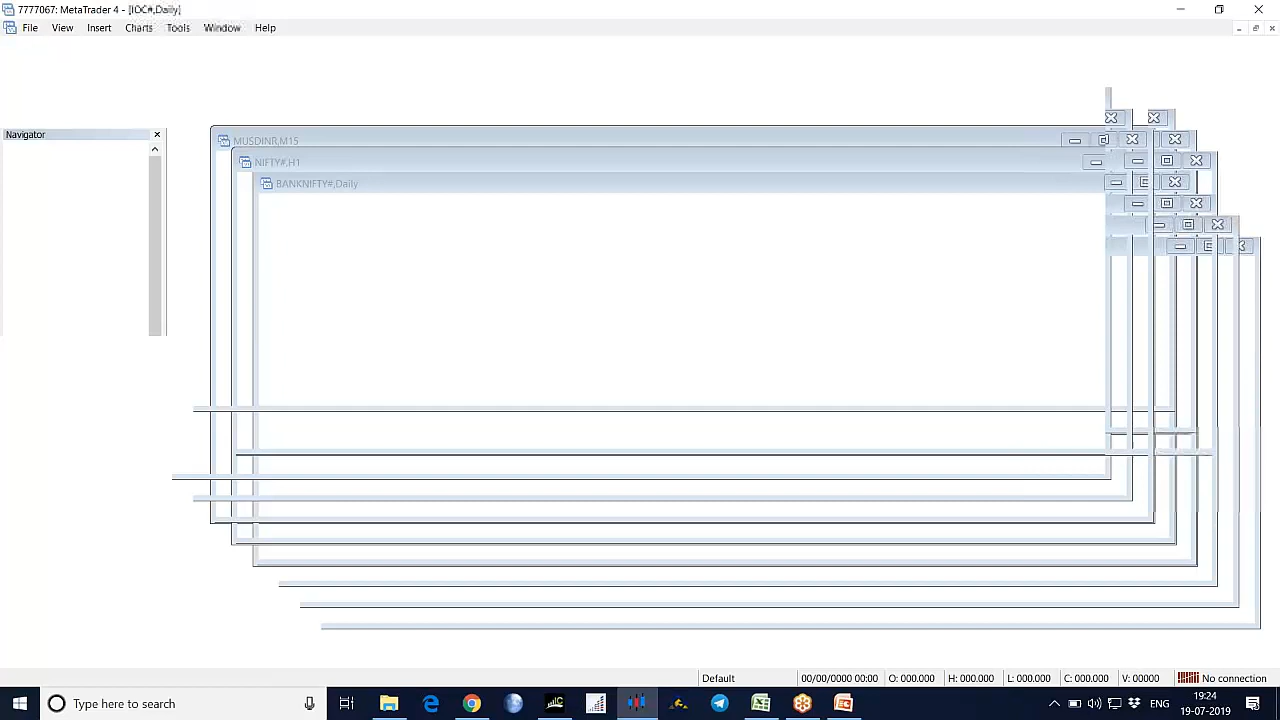 7777067: MetaTrader 4 - [IDC#,Daily]
File View Insert Charts Tools Window Help
Navigator
MUSDINR,M15
NIFTY#,H1
BANKNIFTY#,Daily
Default 00/00/0000 00:00 O: 000.000 H: 000.000 L: 000.000 C: 000.000 V: 00000 No connection
Type here to search
ENG
19:24
19-07-2019